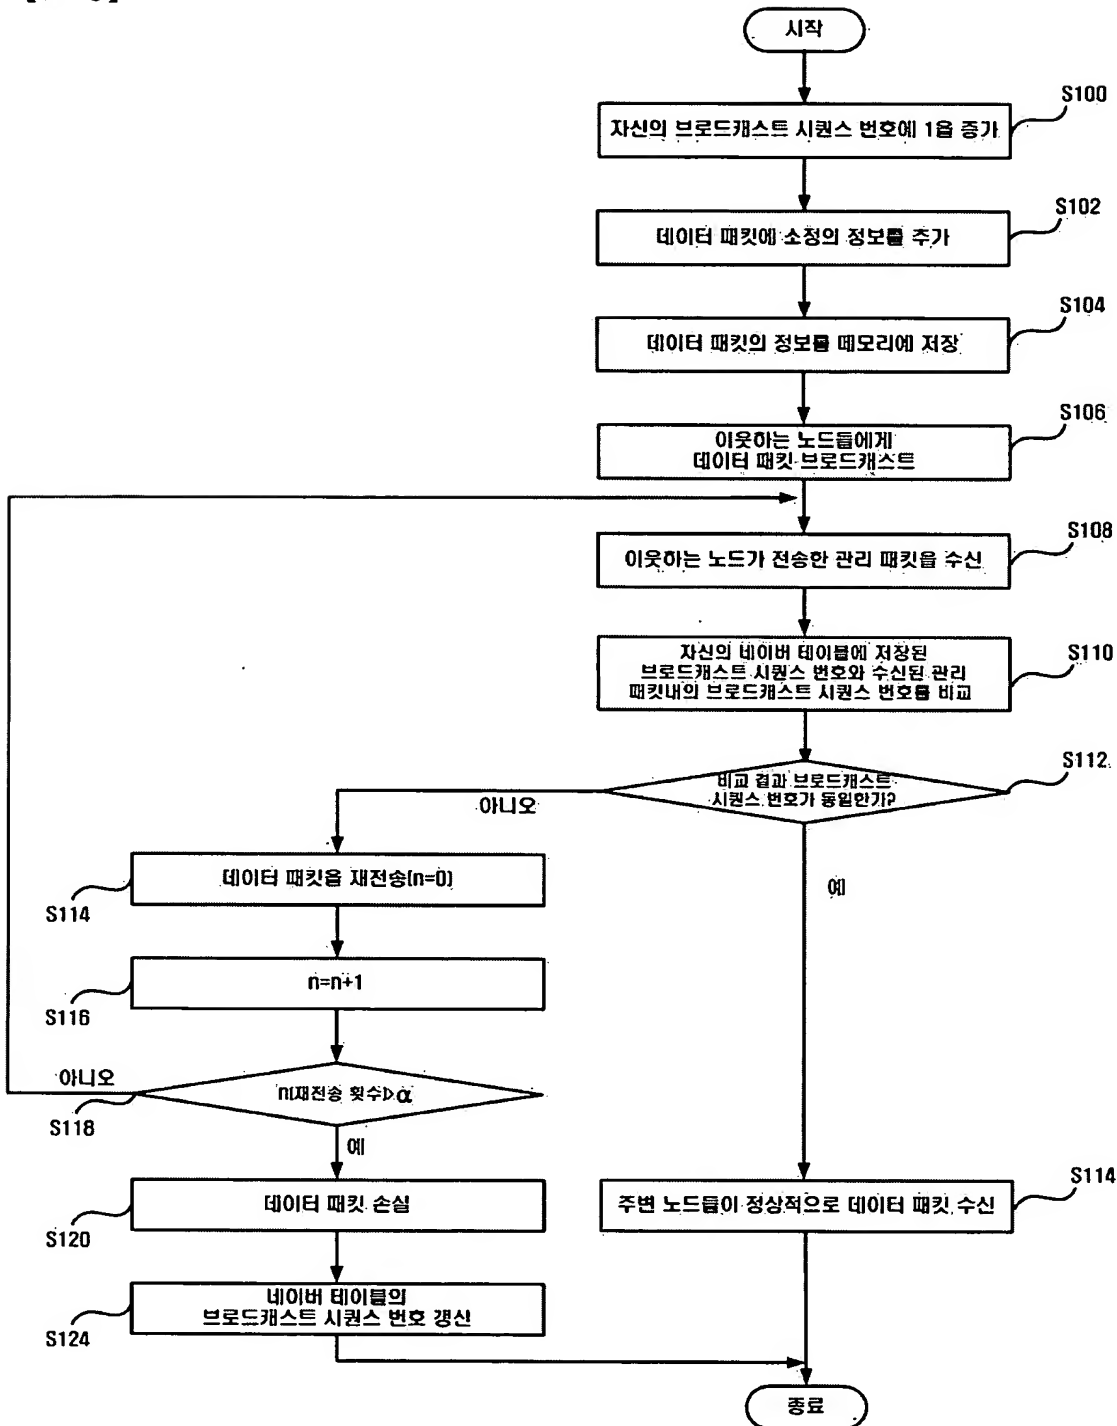 시작
S100
자신의 브로드캐스트 시퀀스 번호에 1을 증가
S102
데이터 패킷에 소정의 정보를 추가
S104
데이터 패킷의 정보를 메모리에 저장
S106
이웃하는 노드들에게
데이터 패킷 브로드캐스트
S108
이웃하는 노드가 전송한 관리 패킷을 수신
S110
자신의 네이버 테이블에 저장된
브로드캐스트 시퀀스 번호와 수신된 관리
패킷내의 브로드캐스트 시퀀스 번호를 비교
S112
비교 결과 브로드캐스트
시퀀스 번호가 동일한가?
아니오
데이터 패킷을 재전송(n=0)
S114
예
n=n+1
S116
아니오
n(재전송 횟수)>α
S118
예
데이터 패킷 손실
S120
S114
주변 노드들이 정상적으로 데이터 패킷 수신
네이버 테이블의
브로드캐스트 시퀀스 번호 갱신
S124
종료